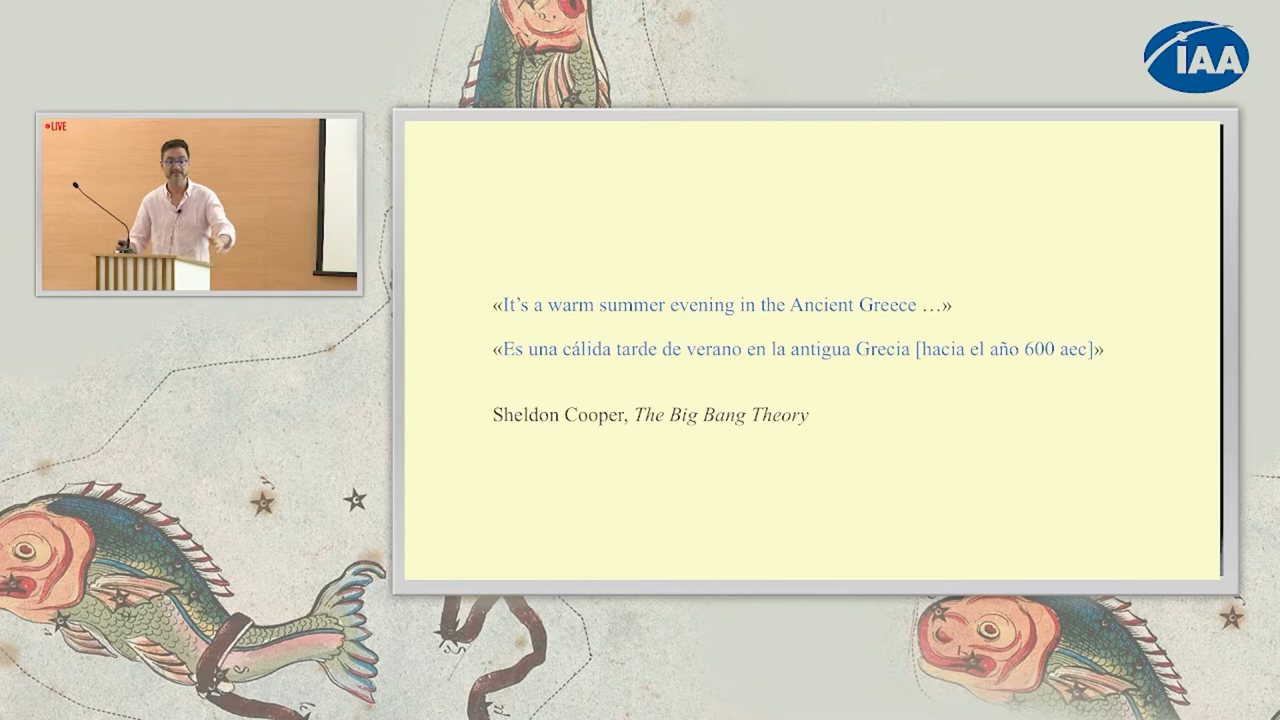 LIVE
IAA
«It’s a warm summer evening in the Ancient Greece …»
«Es una cálida tarde de verano en la antigua Grecia [hacia el año 600 aec]»
Sheldon Cooper, The Big Bang Theory